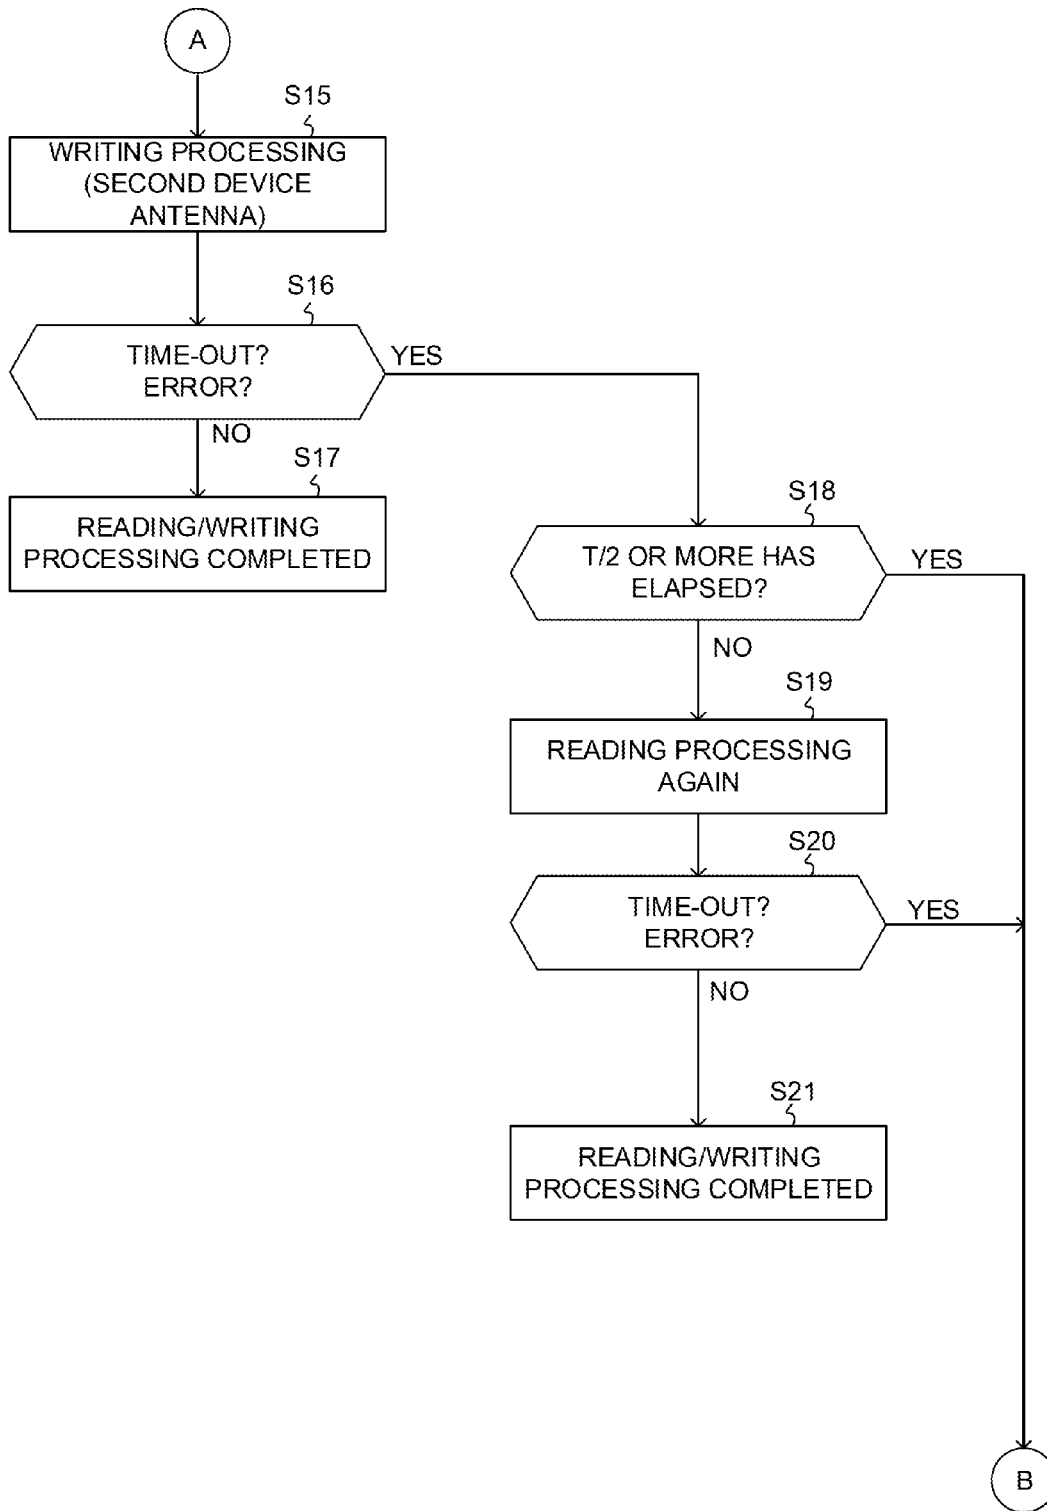 A
S15
WRITING PROCESSING
(SECOND DEVICE
ANTENNA)
S16
TIME-OUT?
ERROR?
YES
NO
S17
READING/WRITING
PROCESSING COMPLETED
S18
T/2 OR MORE HAS
ELAPSED?
YES
NO
S19
READING PROCESSING
AGAIN
S20
TIME-OUT?
ERROR?
YES
NO
S21
READING/WRITING
PROCESSING COMPLETED
B